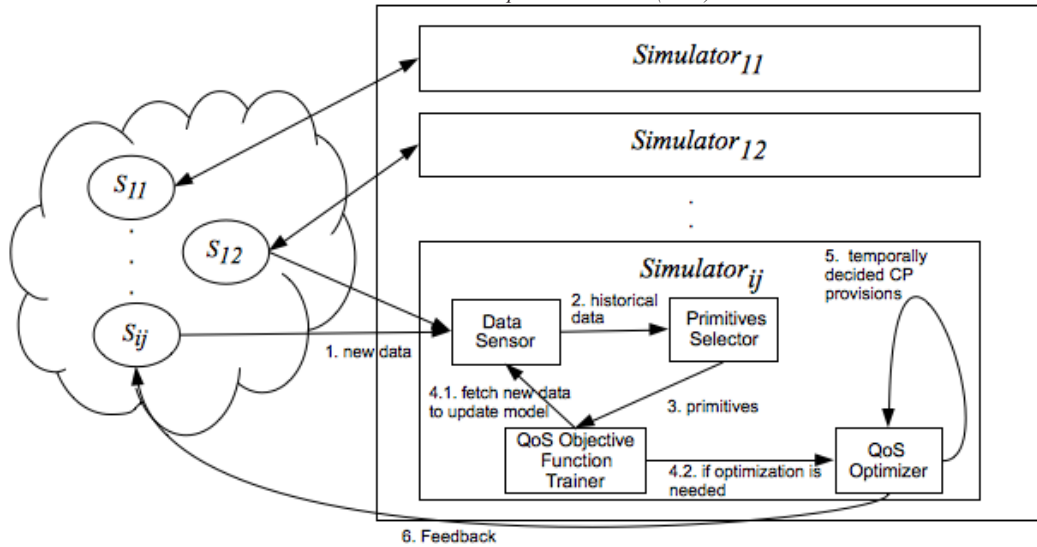 Simulator11
Simulator12
S11
S12
Sij
Simulatorij
5. temporally
decided CP
provisions
2. historical
data
Data
Sensor
Primitives
Selector
1. new data
4.1. fetch new data
to update model
3. primitives
QoS Objective
Function
Trainer
QoS
Optimizer
4.2. if optimization is
needed
6. Feedback